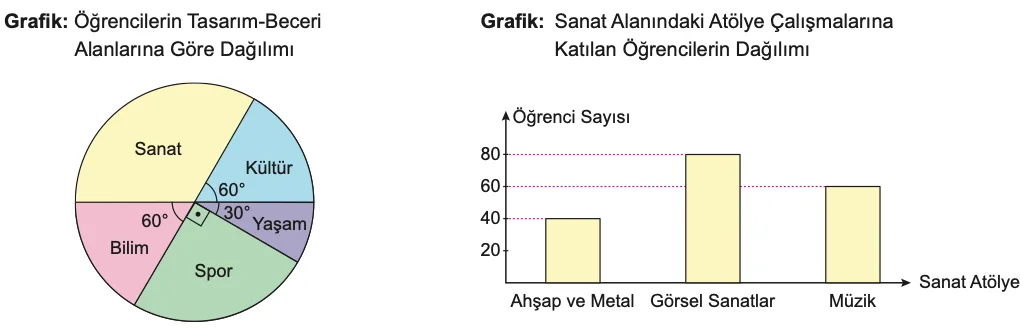 Grafik: Öğrencilerin Tasarım-Beceri
Alanlarına Göre Dağılımı
Sanat
Kültür
60°
60°
30°
Yaşam
Bilim
Spor
Grafik: Sanat Alanındaki Atölye Çalışmalarına
Katılan Öğrencilerin Dağılımı
Öğrenci Sayısı
80
60
40
20
Sanat Atölye
Ahşap ve Metal Görsel Sanatlar Müzik